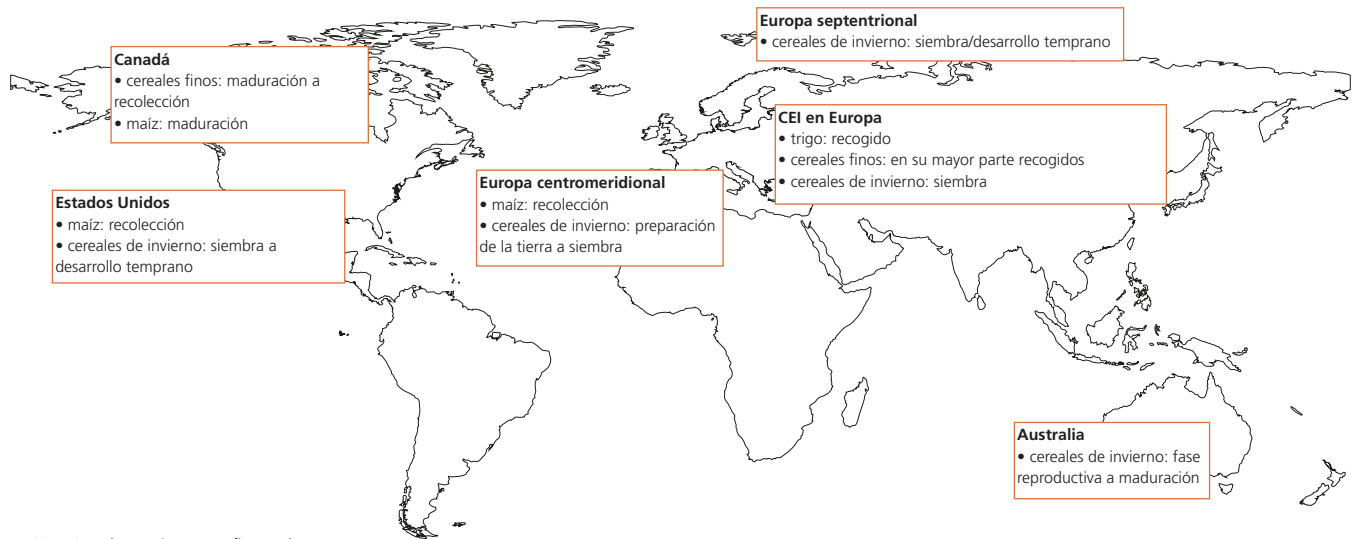 Europa septentrional
• cereales de invierno: siembra/desarrollo temprano
Canadá
• cereales finos: maduración a
recolección
• maíz: maduración
CEI en Europa
• trigo: recogido
• cereales finos: en su mayor parte recogidos
• cereales de invierno: siembra
Europa centromeridional
• maíz: recolección
• cereales de invierno: preparación
de la tierra a siembra
Estados Unidos
• maíz: recolección
• cereales de invierno: siembra a
desarrollo temprano
Australia
• cereales de invierno: fase
reproductiva a maduración